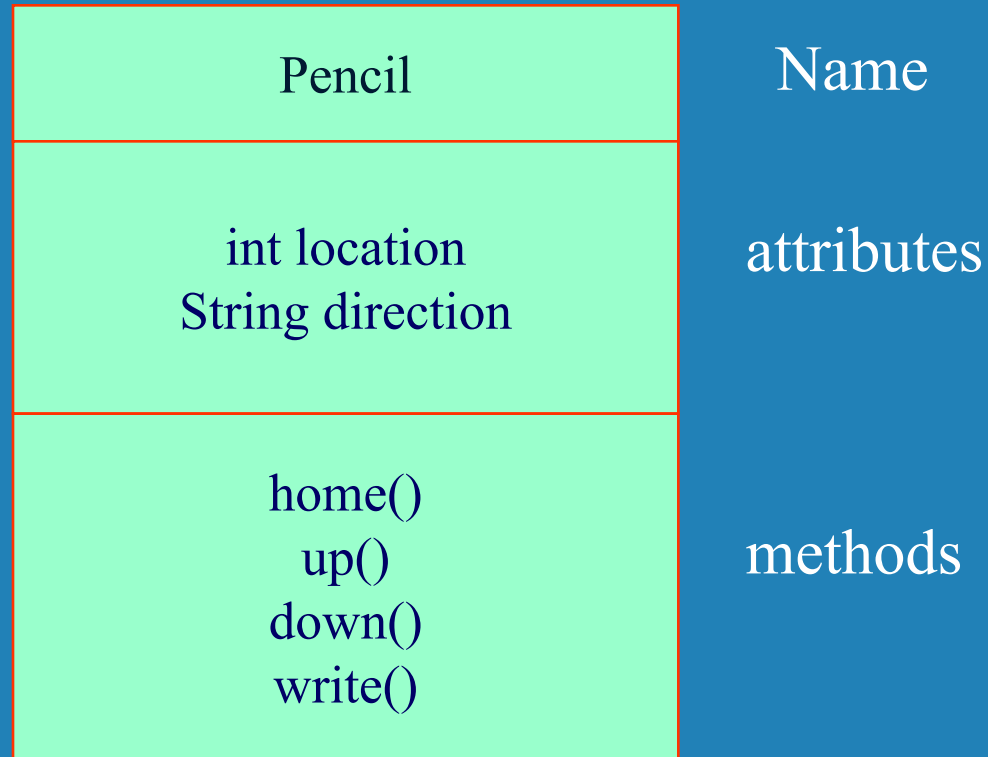 Pencil
Name
int location
String direction
attributes
home()
up()
down()
write()
methods